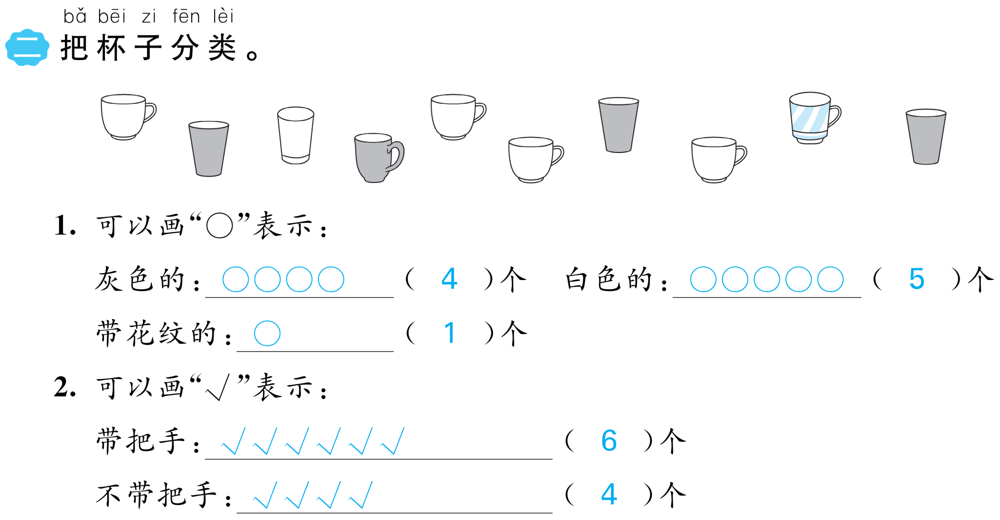 bǎ bēi zi fēn lèi
二 把杯子分类。
1. 可以画“○”表示：
灰色的：○○○○（ 4 ）个 白色的：○○○○○（ 5 ）个
带花纹的：○（ 1 ）个
2. 可以画“√”表示：
带把手：√√√√√√（ 6 ）个
不带把手：√√√√（ 4 ）个